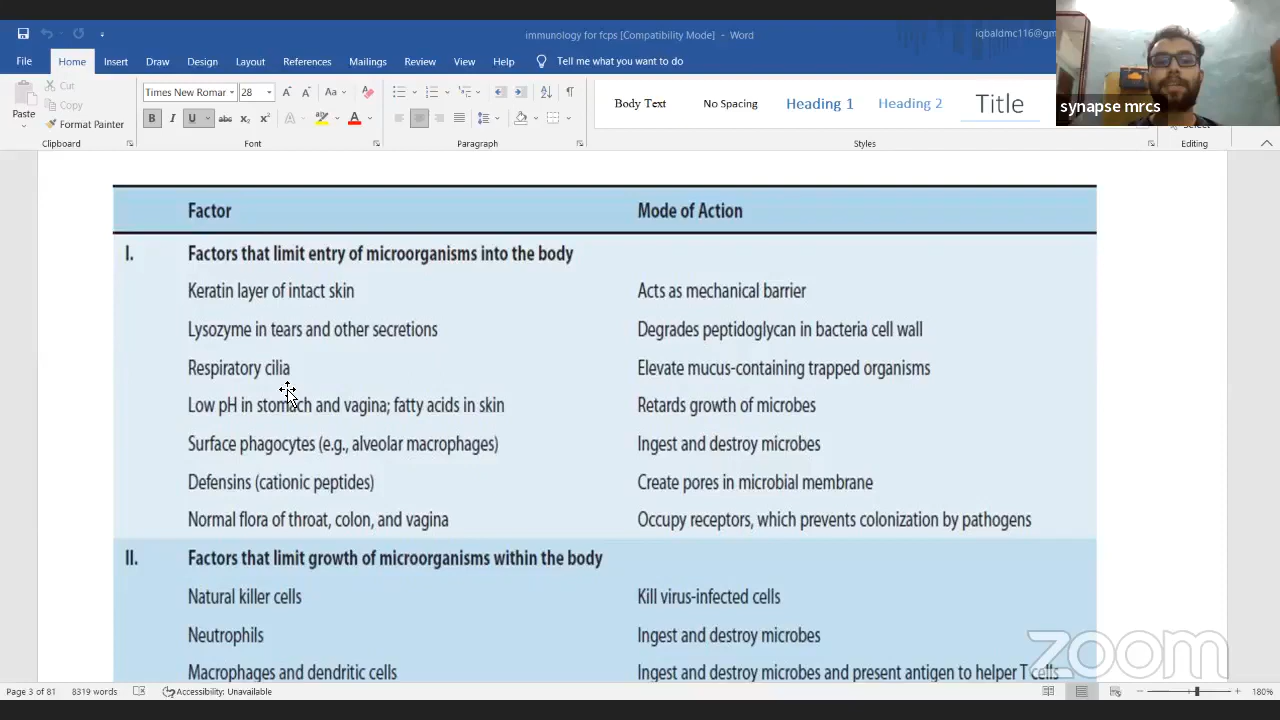 immunology for fcps [Compatibility Mode] - Word
iqbaldmc116@gm
File Home Insert Draw Design Layout References Mailings Review View Help Tell me what you want to do
synapse mrcs
Cut
Copy
Format Painter
Paste
Times New Romar 28
Body Text No Spacing Heading 1 Heading 2 Title
Clipboard Font Paragraph Styles Editing
Factor Mode of Action
I. Factors that limit entry of microorganisms into the body
Keratin layer of intact skin Acts as mechanical barrier
Lysozyme in tears and other secretions Degrades peptidoglycan in bacteria cell wall
Respiratory cilia Elevate mucus-containing trapped organisms
Low pH in stomach and vagina; fatty acids in skin Retards growth of microbes
Surface phagocytes (e.g., alveolar macrophages) Ingest and destroy microbes
Defensins (cationic peptides) Create pores in microbial membrane
Normal flora of throat, colon, and vagina Occupy receptors, which prevents colonization by pathogens
II. Factors that limit growth of microorganisms within the body
Natural killer cells Kill virus-infected cells
Neutrophils Ingest and destroy microbes
Macrophages and dendritic cells Ingest and destroy microbes and present antigen to helper T cells
zoom
Page 3 of 81 8319 words Accessibility: Unavailable 180%